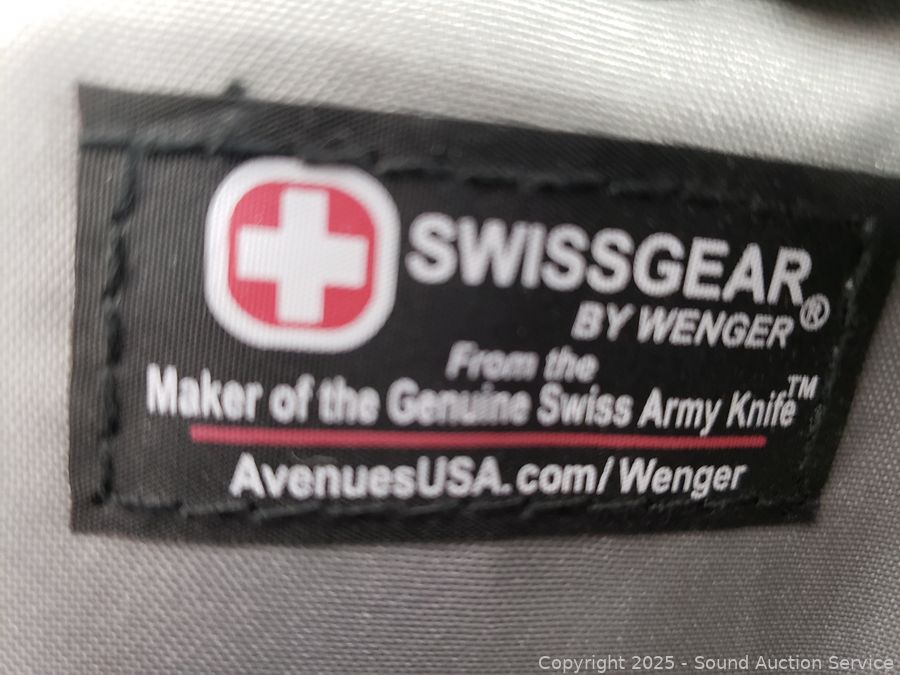 SWISSGEAR®
BY WENGER
From the
Maker of the Genuine Swiss Army Knife™
AvenuesUSA.com/Wenger
Copyright 2025 - Sound Auction Service